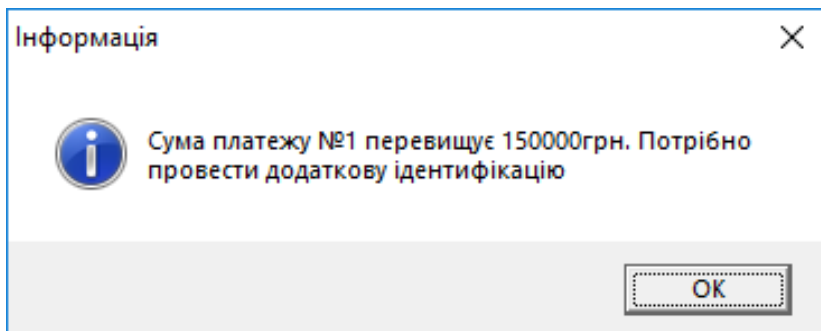 Інформація
Сума платежу №1 перевищує 150000грн. Потрібно
провести додаткову ідентифікацію
OK